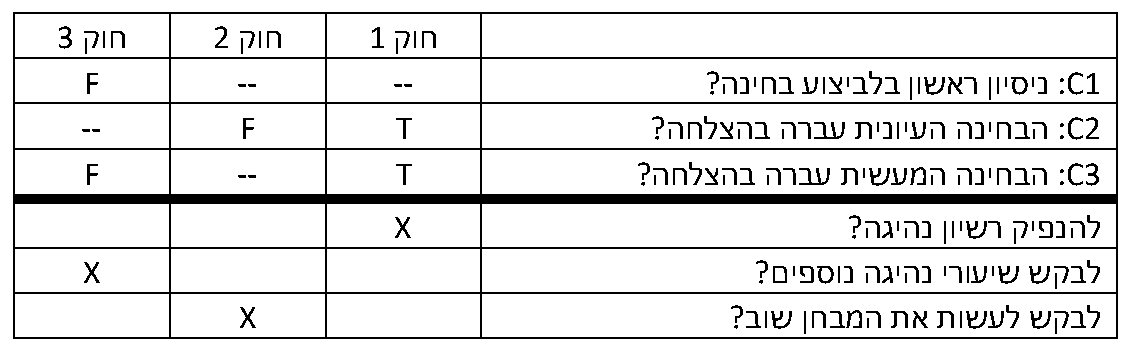 חוק 1 חוק 2 חוק 3
C1: ניסיון ראשון בלביצוע בחינה? -- -- F
C2: הבחינה העיונית עברה בהצלחה? T F --
C3: הבחינה המעשית עברה בהצלחה? T -- F
להנפיק רשיון נהיגה? X
לבקש שיעורי נהיגה נוספים? X
לבקש לעשות את המבחן שוב? X